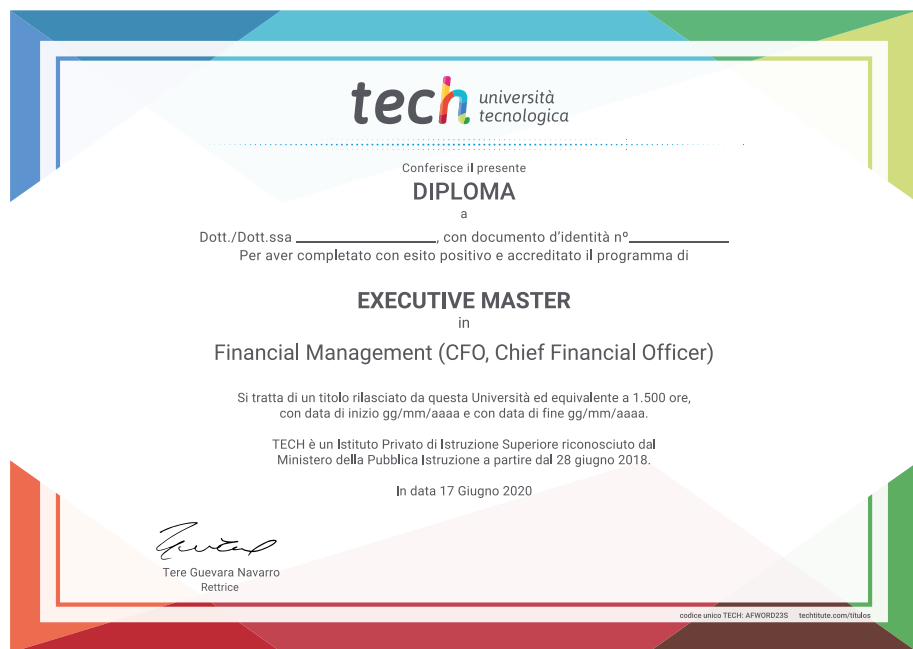 tech università
tecnologica
Conferisce il presente
DIPLOMA
a
Dott./Dott.ssa ________________, con documento d'identità nº____________
Per aver completato con esito positivo e accreditato il programma di
EXECUTIVE MASTER
in
Financial Management (CFO, Chief Financial Officer)
Si tratta di un titolo rilasciato da questa Università ed equivalente a 1.500 ore,
con data di inizio gg/mm/aaaa e con data di fine gg/mm/aaaa.
TECH è un Istituto Privato di Istruzione Superiore riconosciuto dal
Ministero della Pubblica Istruzione a partire dal 28 giugno 2018.
In data 17 Giugno 2020
Tere Guevara Navarro
Rettrice
codice unico TECH: AFWORD23S techtitute.com/títulos